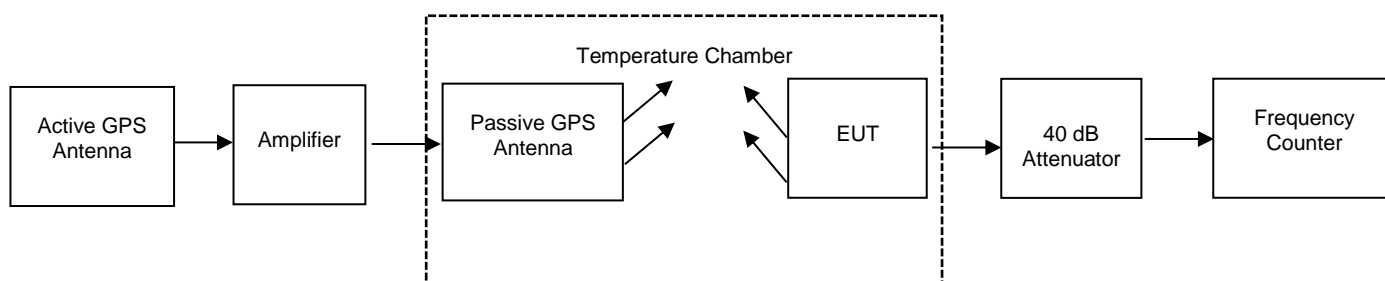 Temperature Chamber
Active GPS
Antenna
Amplifier
Passive GPS
Antenna
EUT
40 dB
Attenuator
Frequency
Counter